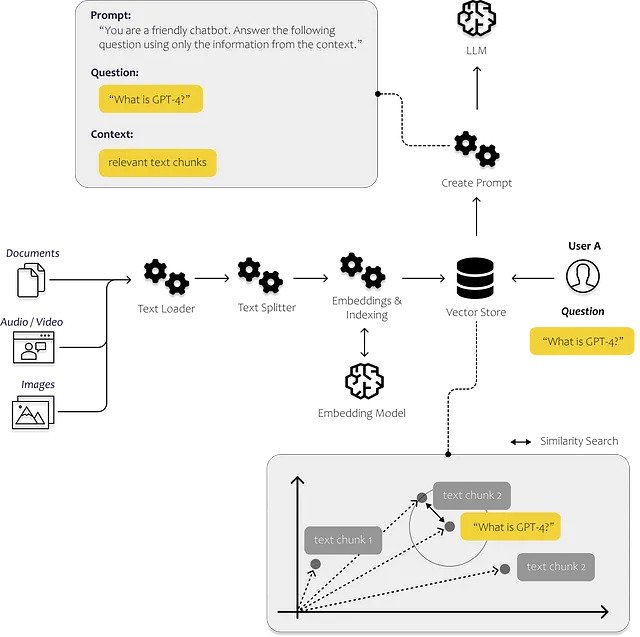 Prompt:
“You are a friendly chatbot. Answer the following
question using only the information from the context.”
Question:
“What is GPT-4?”
Context:
relevant text chunks
LLM
Create Prompt
Documents
Audio / Video
Images
Text Loader
Text Splitter
Embeddings &
Indexing
Embedding Model
Vector Store
User A
Question
“What is GPT-4?”
Similarity Search
text chunk 2
“What is GPT-4?”
text chunk 1
text chunk 2